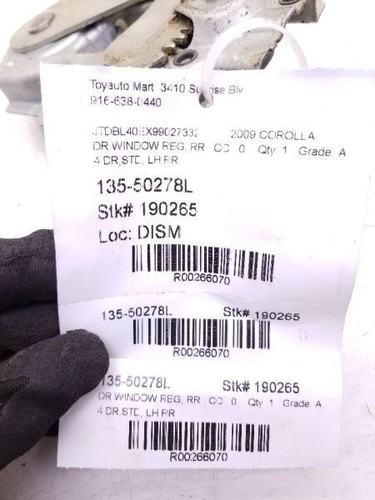 Toyauto Mart 3410 Sunrise Blv
916-638-0440
JTDBL40EX99027332 2009 COROLLA
DR WINDOW REG, RR CC 0 Qty 1 Grade A
4 DR,STD, LH RR
135-50278L
Stk# 190265
Loc: DISM
R00266070
135-50278L Stk# 190265
R00266070
135-50278L Stk# 190265
DR WINDOW REG, RR CC 0 Qty 1 Grade A
4 DR,STD, LH RR
R00266070